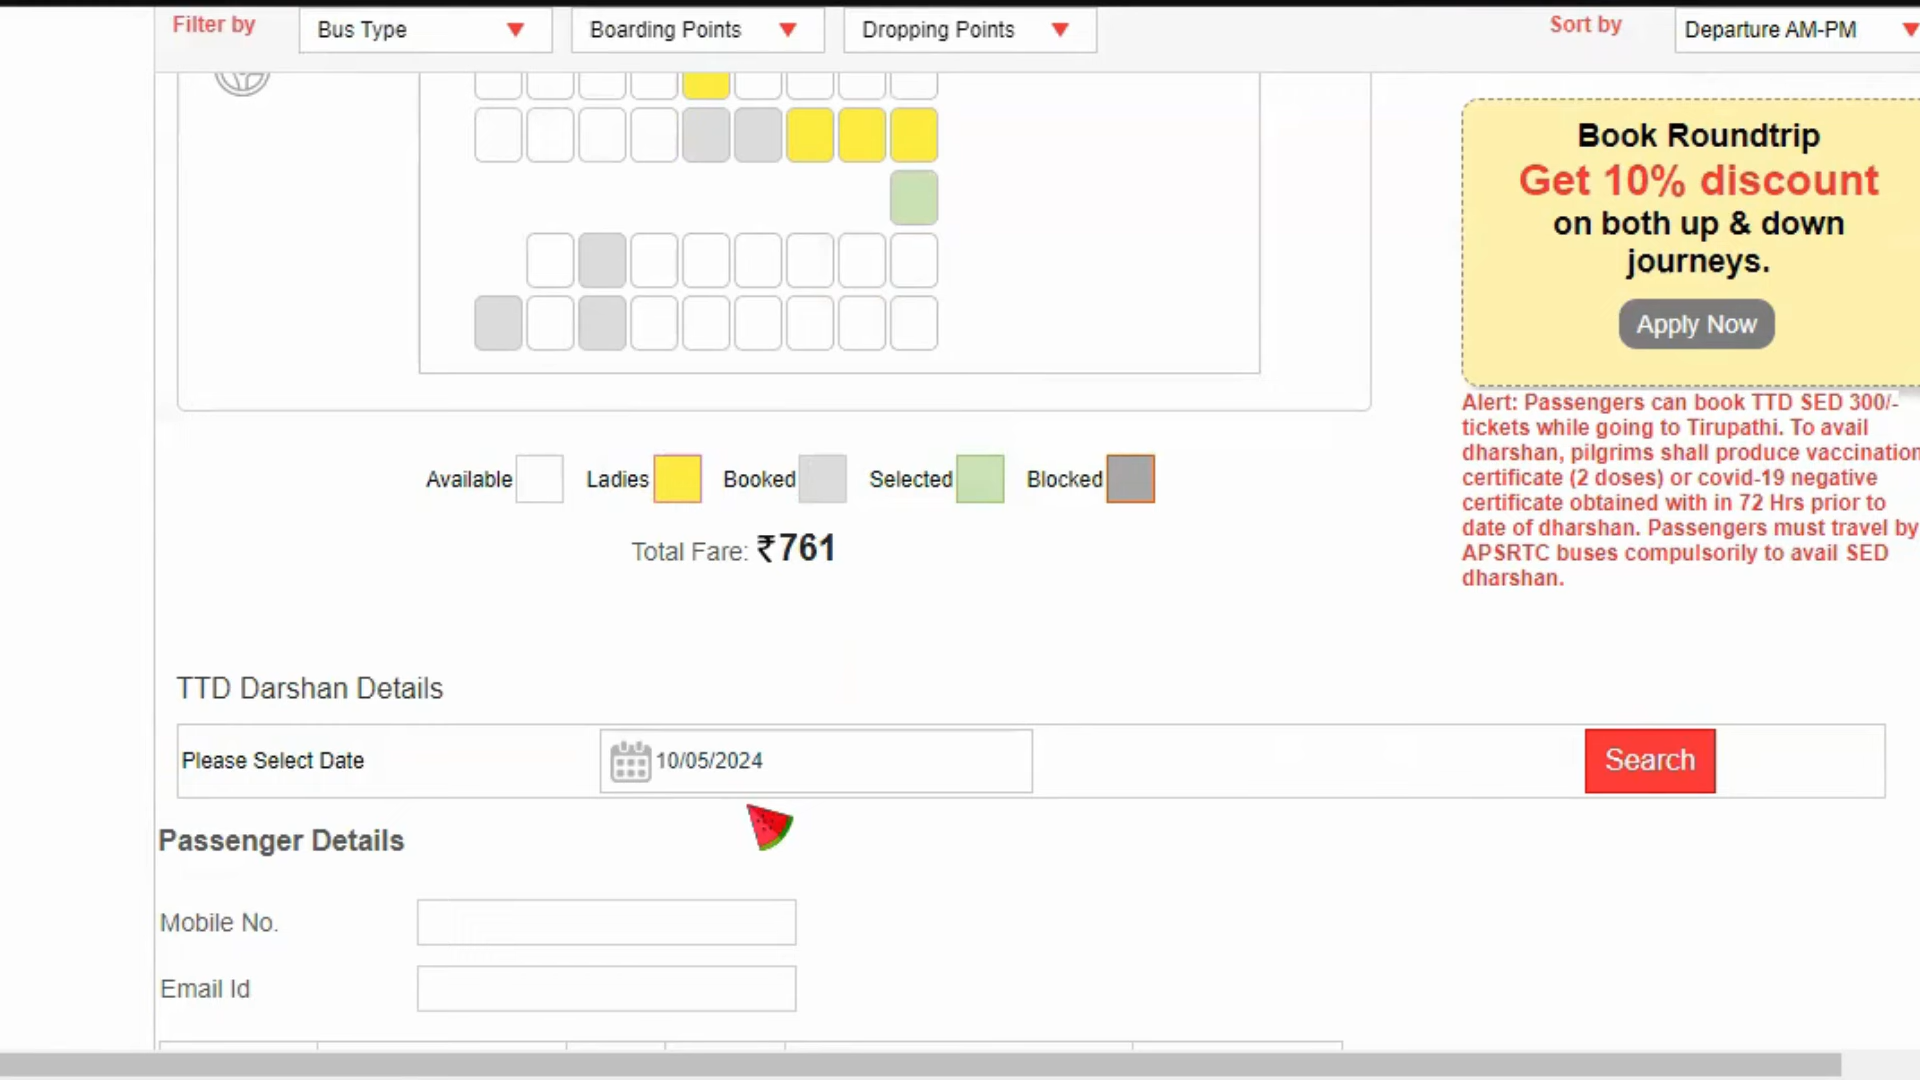 Filter by
Bus Type
Boarding Points
Dropping Points
Sort by
Departure AM-PM
Book Roundtrip
Get 10% discount
on both up & down
journeys.
Apply Now
Alert: Passengers can book TTD SED 300/-
tickets while going to Tirupathi. To avail
dharshan, pilgrims shall produce vaccination
certificate (2 doses) or covid-19 negative
certificate obtained with in 72 Hrs prior to
date of dharshan. Passengers must travel by
APSRTC buses compulsorily to avail SED
dharshan.
Available
Ladies
Booked
Selected
Blocked
Total Fare: ₹761
TTD Darshan Details
Please Select Date
10/05/2024
Search
Passenger Details
Mobile No.
Email Id